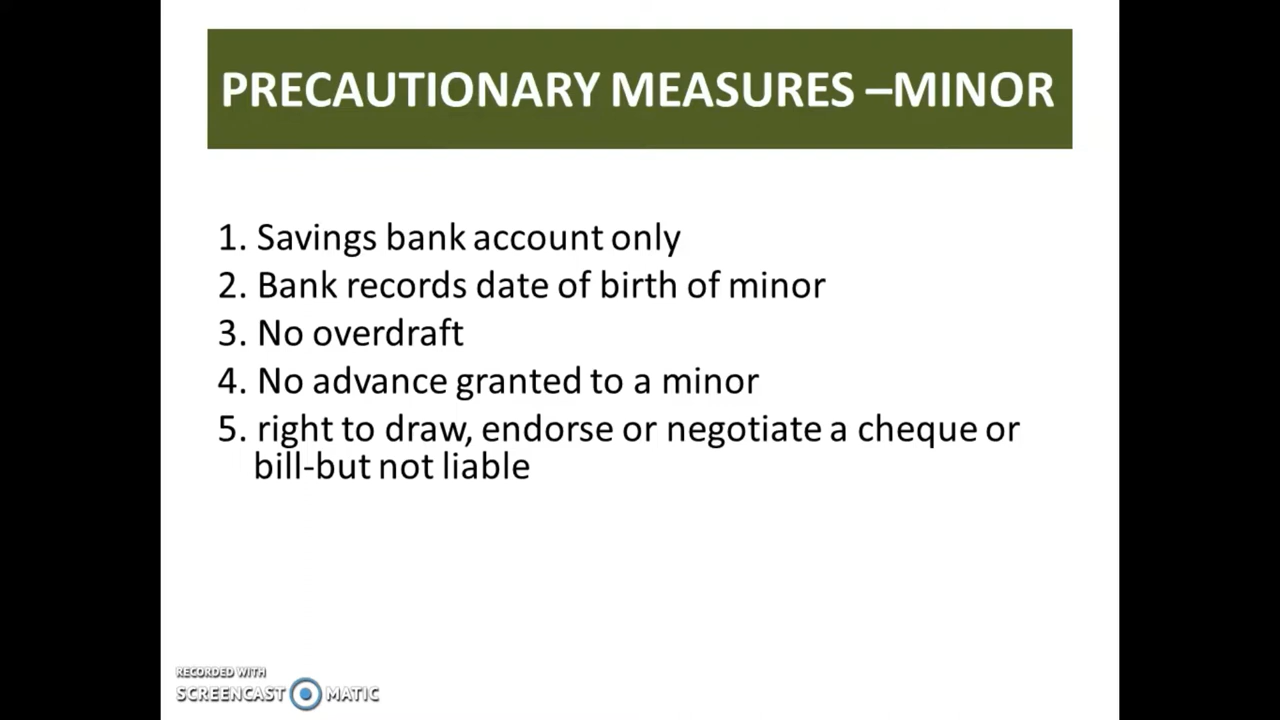 PRECAUTIONARY MEASURES –MINOR
1. Savings bank account only
2. Bank records date of birth of minor
3. No overdraft
4. No advance granted to a minor
5. right to draw, endorse or negotiate a cheque or
bill-but not liable
RECORDED WITH
SCREENCAST MATIC